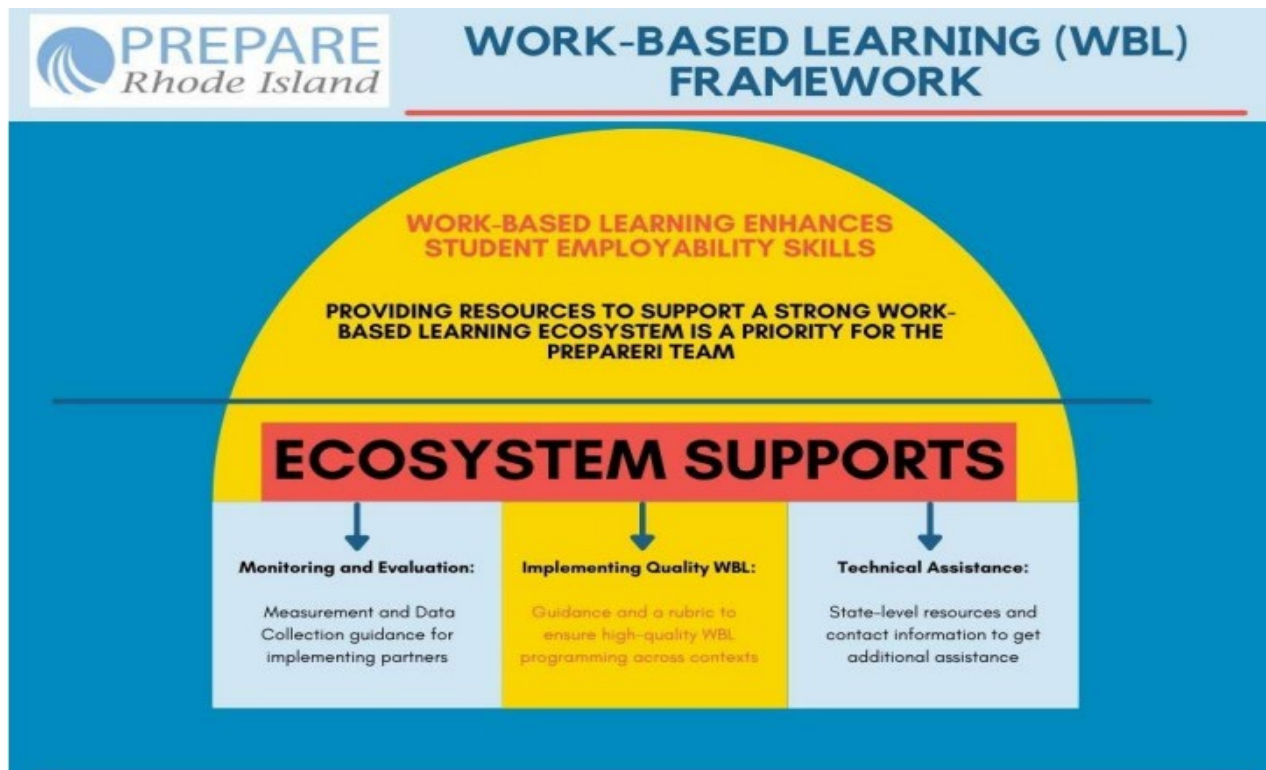 PREPARE
Rhode Island
WORK-BASED LEARNING (WBL)
FRAMEWORK
WORK-BASED LEARNING ENHANCES
STUDENT EMPLOYABILITY SKILLS
PROVIDING RESOURCES TO SUPPORT A STRONG WORK-
BASED LEARNING ECOSYSTEM IS A PRIORITY FOR THE
PREPARERI TEAM
ECOSYSTEM SUPPORTS
Monitoring and Evaluation:
Measurement and Data
Collection guidance for
implementing partners
Implementing Quality WBL:
Guidance and a rubric to
ensure high-quality WBL
programming across contexts
Technical Assistance:
State-level resources and
contact information to get
additional assistance